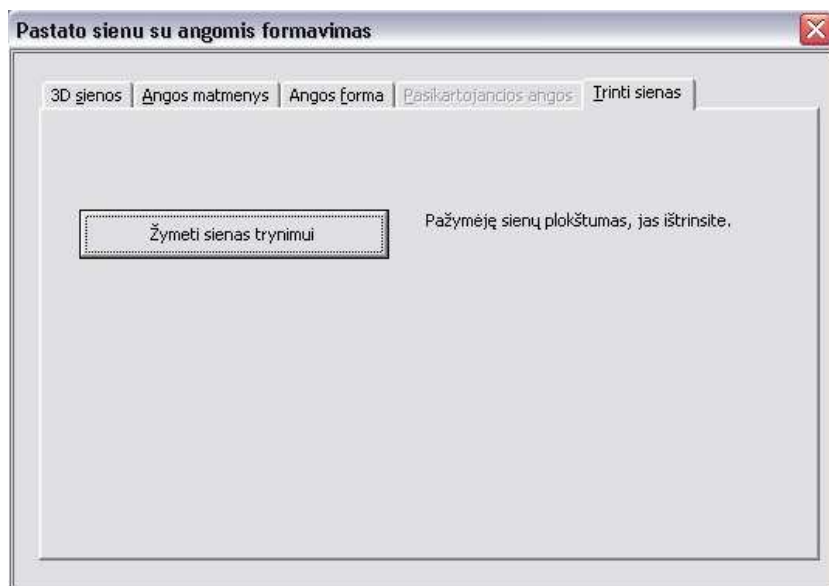 Pastato sienu su angomis formavimas
3D sienos Angos matmenys Angos forma Pasikartojancios angos Trinti sienas
Žymeti sienas trynimui Pažymėję sienų plokštumas, jas ištrinsite.